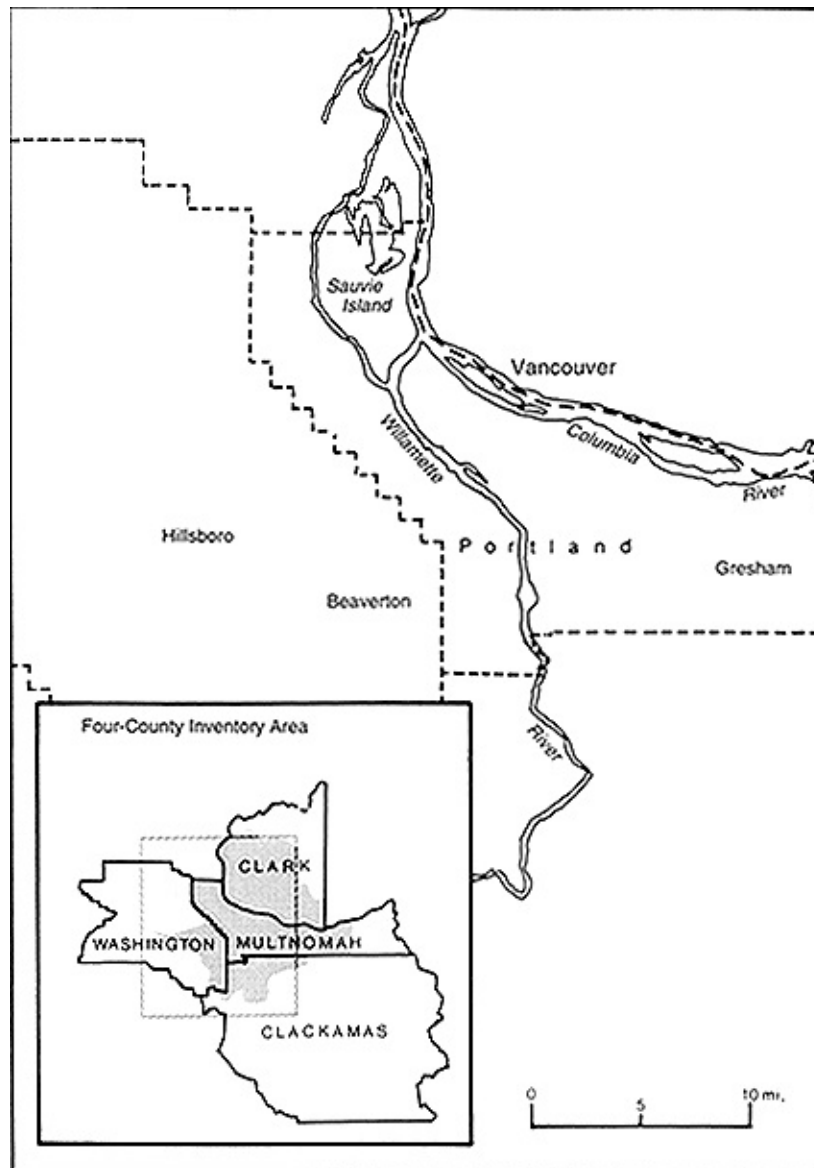 Sauvie
Island
Vancouver
Willamette
Columbia
River
Hillsboro
Portland
Gresham
Beaverton
River
Four-County Inventory Area
CLARK
WASHINGTON
MULTNOMAH
CLACKAMAS
0
5
10 mi.